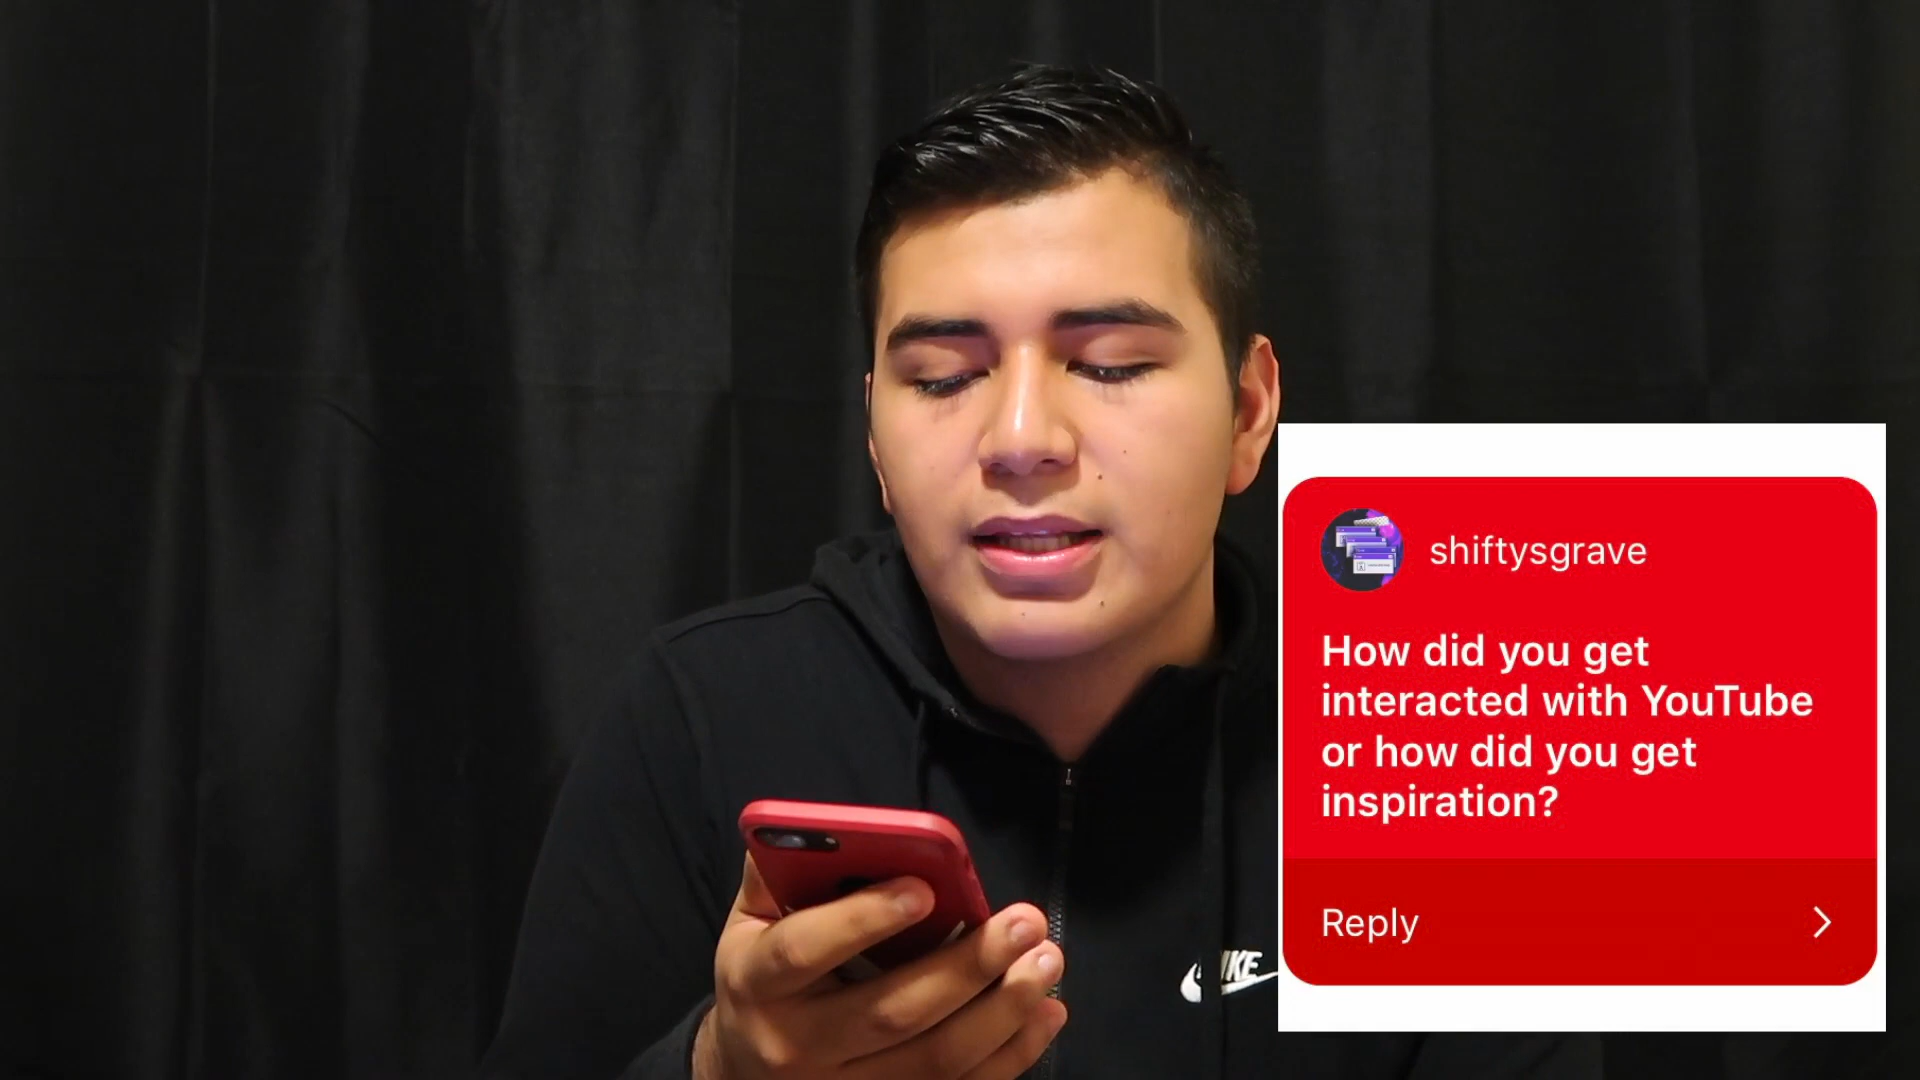 shiftysgrave
How did you get
interacted with YouTube
or how did you get
inspiration?
Reply